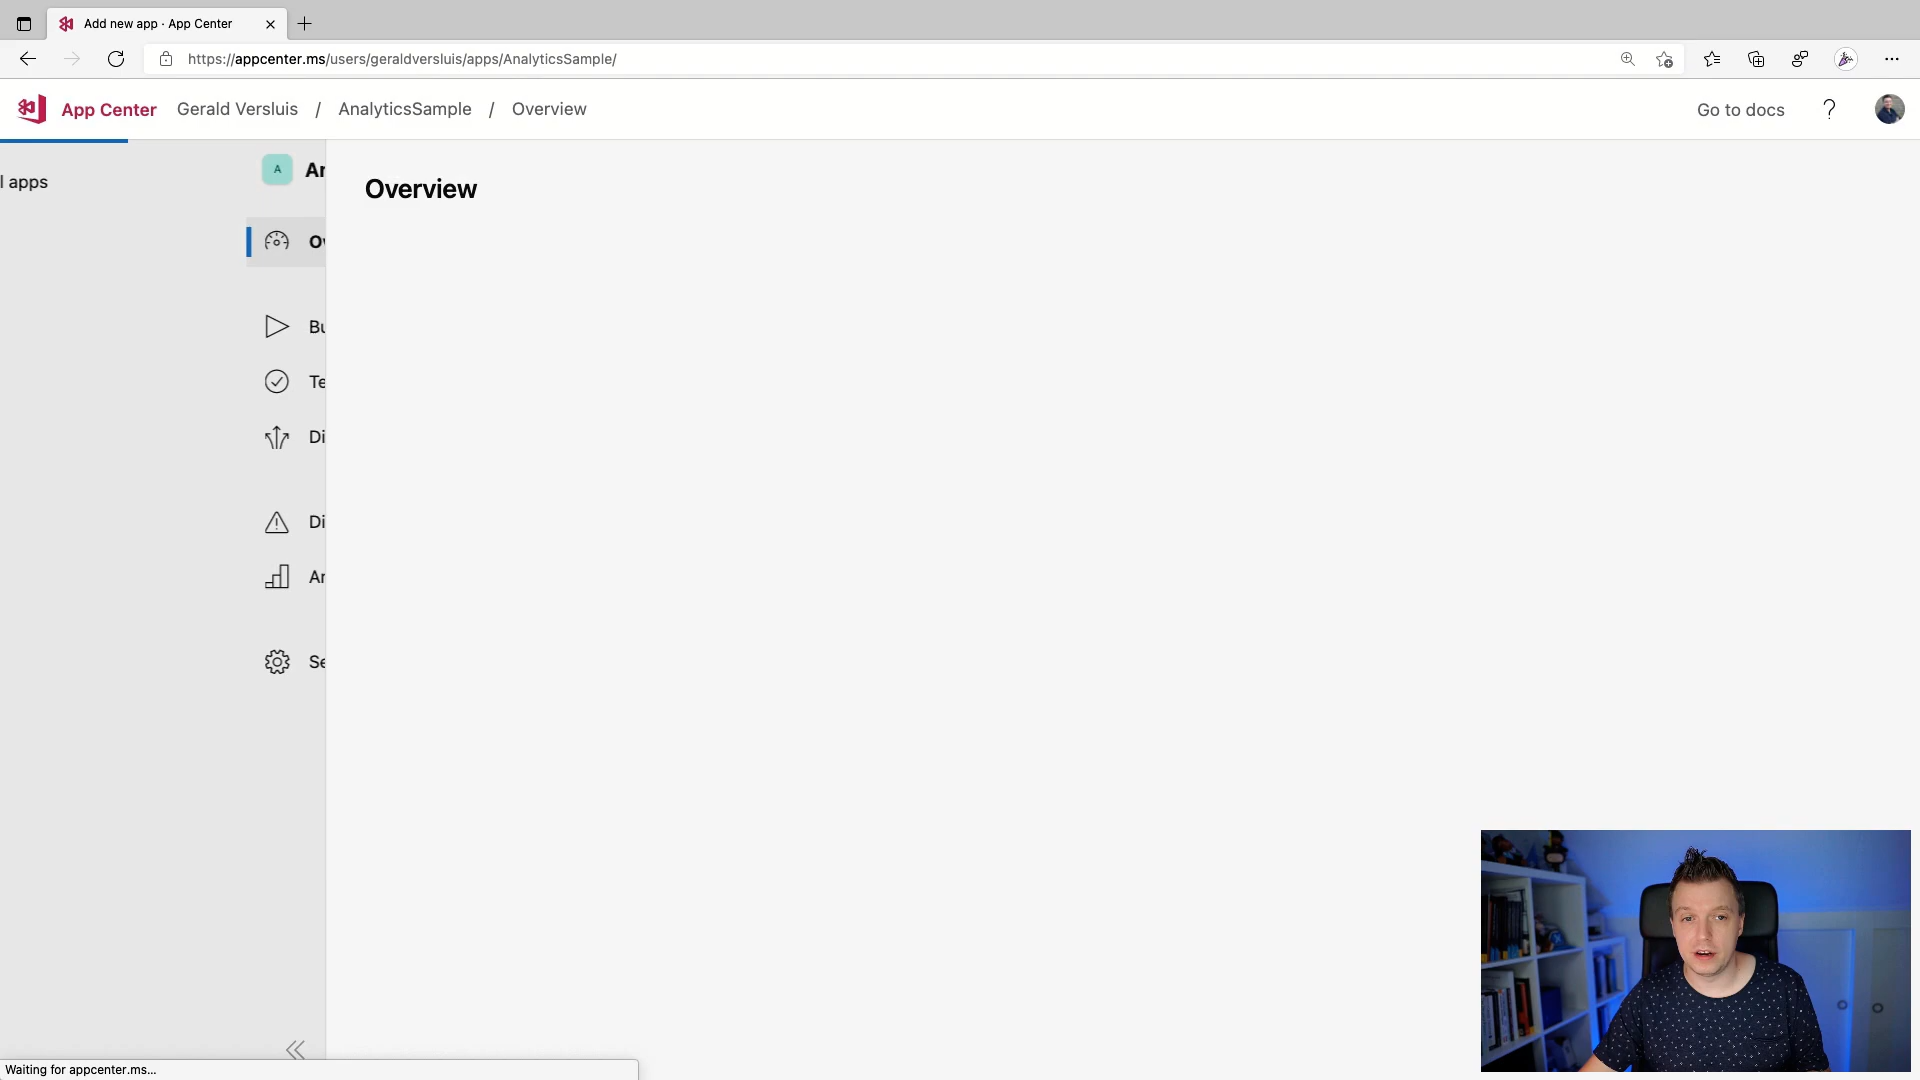 Add new app · App Center
https://appcenter.ms/users/geraldversluis/apps/AnalyticsSample/
App Center Gerald Versluis / AnalyticsSample / Overview
Go to docs ?
l apps
A Ar
Overview
Ov
Bu
Te
Di
Di
Ar
Se
Waiting for appcenter.ms...